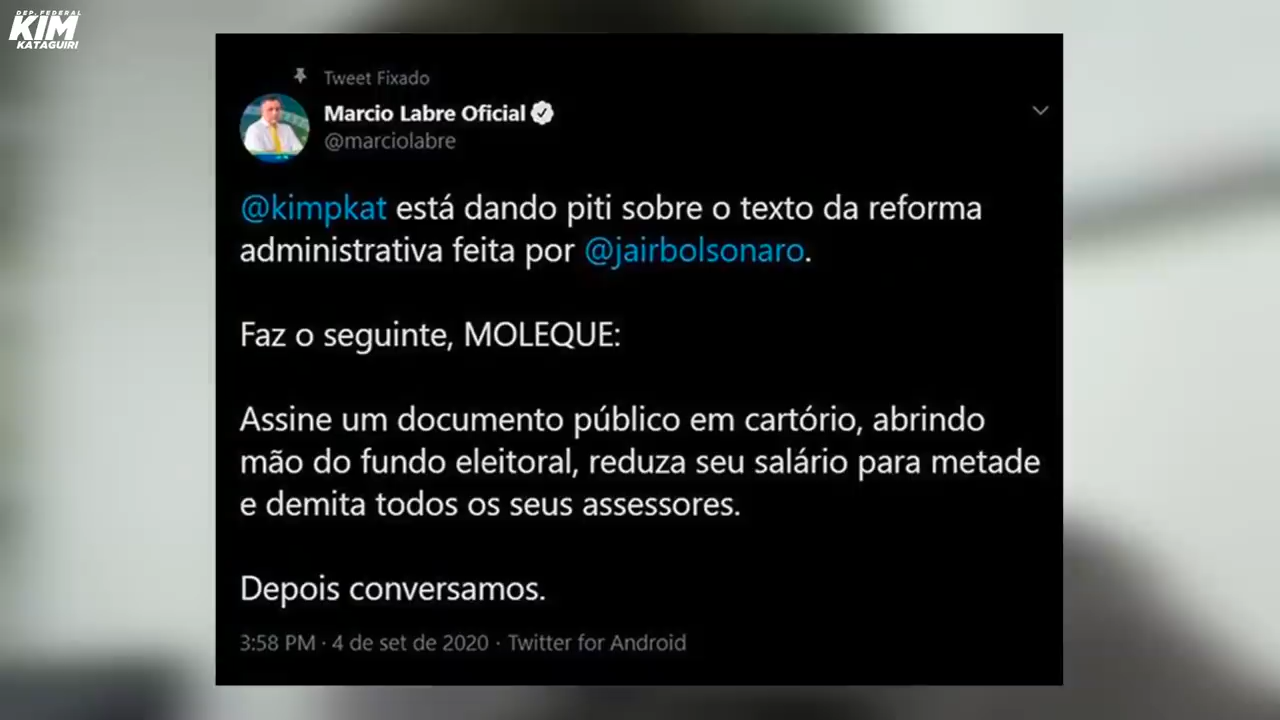 DEP. FEDERAL
KIM
KATAGUIRI
Tweet Fixado
Marcio Labre Oficial
@marciolabre
@kimpkat está dando piti sobre o texto da reforma
administrativa feita por @jairbolsonaro.
Faz o seguinte, MOLEQUE:
Assine um documento público em cartório, abrindo
mão do fundo eleitoral, reduza seu salário para metade
e demita todos os seus assessores.
Depois conversamos.
3:58 PM · 4 de set de 2020 · Twitter for Android